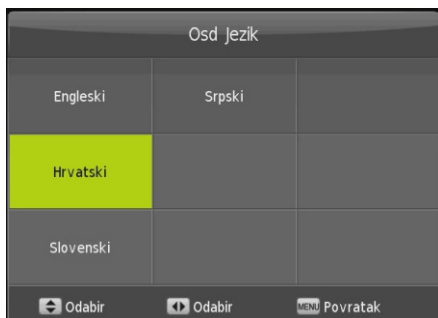 Osd Jezik
Engleski Srpski
Hrvatski
Slovenski
Odabir Odabir MENU Povratak